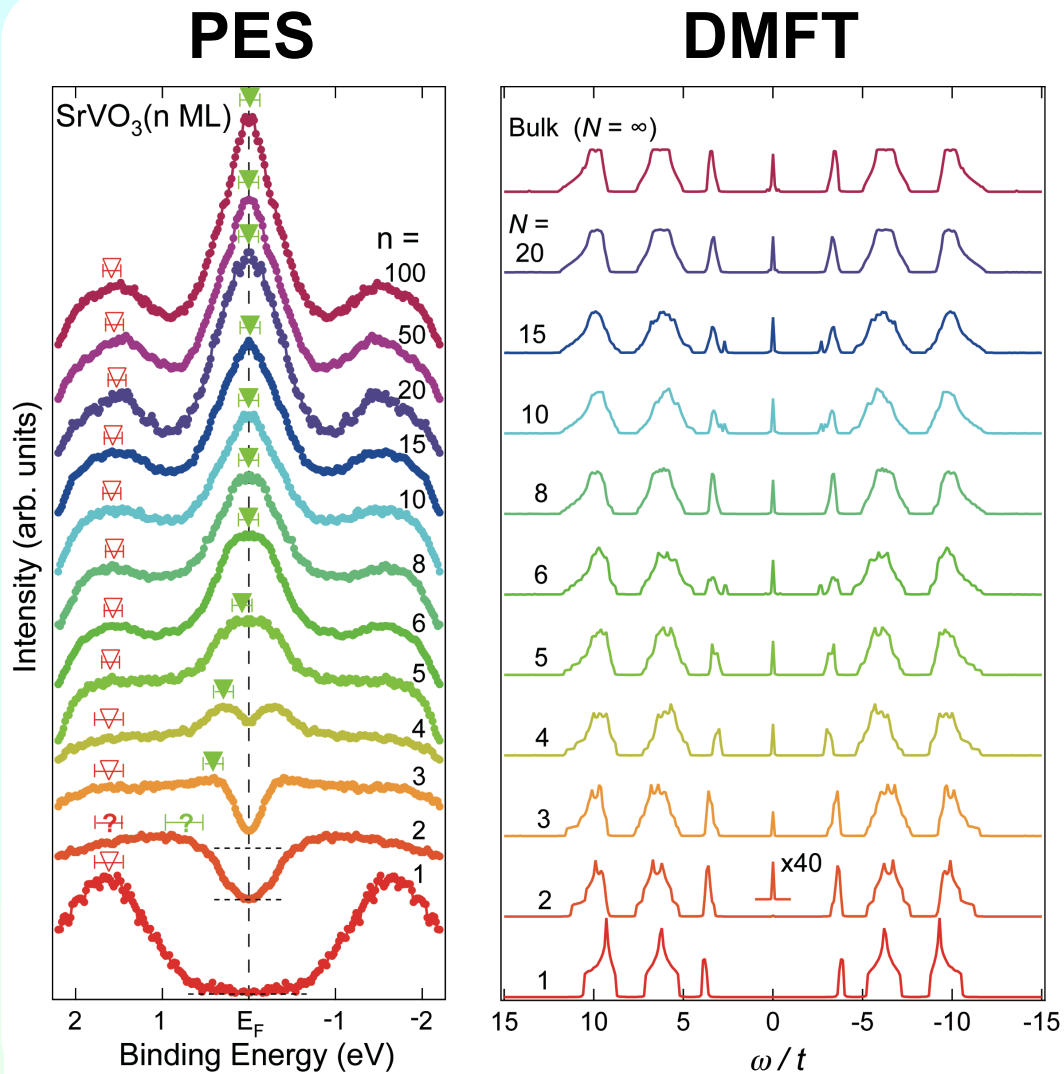 PES
DMFT
SrVO3(n ML)
n =
100
50
20
15
10
8
6
5
4
3
2
1
? ?
Intensity (arb. units)
2 1 EF -1 -2
Binding Energy (eV)
Bulk (N = ∞)
N =
20
15
10
8
6
5
4
3
2
x40
1
15 10 5 0 -5 -10 -15
ω / t